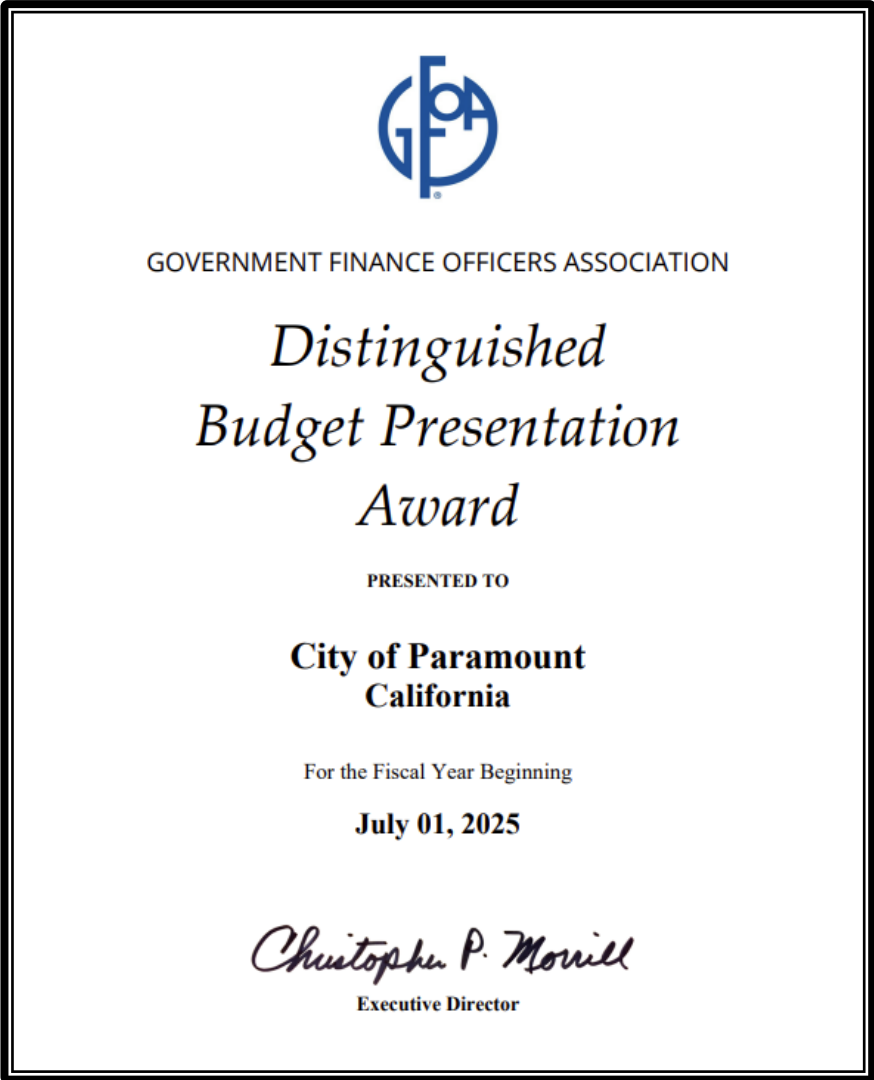 GFOA
®
GOVERNMENT FINANCE OFFICERS ASSOCIATION
Distinguished
Budget Presentation
Award
PRESENTED TO
City of Paramount
California
For the Fiscal Year Beginning
July 01, 2025
Christopher P. Morrill
Executive Director